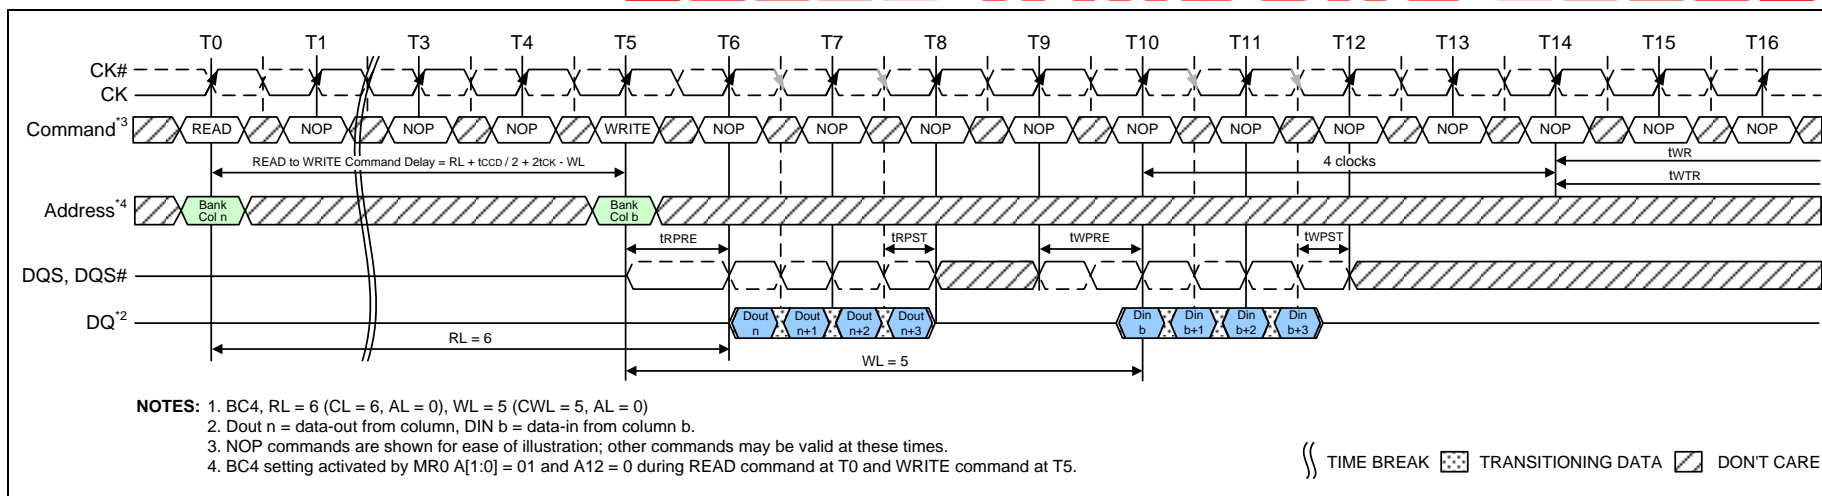 T0 T1 T3 T4 T5 T6 T7 T8 T9 T10 T11 T12 T13 T14 T15 T16
CK#
CK
Command*3 READ NOP NOP NOP WRITE NOP NOP NOP NOP NOP NOP NOP NOP NOP NOP NOP
READ to WRITE Command Delay = RL + tCCD / 2 + 2tCK - WL 4 clocks tWR
tWTR
Address*4 Bank Col n Bank Col b
tRPRE tRPST tWPRE tWPST
DQS, DQS#
DQ*2 Dout n Dout n+1 Dout n+2 Dout n+3 Din b Din b+1 Din b+2 Din b+3
RL = 6
WL = 5
NOTES: 1. BC4, RL = 6 (CL = 6, AL = 0), WL = 5 (CWL = 5, AL = 0)
2. Dout n = data-out from column, DIN b = data-in from column b.
3. NOP commands are shown for ease of illustration; other commands may be valid at these times.
4. BC4 setting activated by MR0 A[1:0] = 01 and A12 = 0 during READ command at T0 and WRITE command at T5.
TIME BREAK TRANSITIONING DATA DON'T CARE